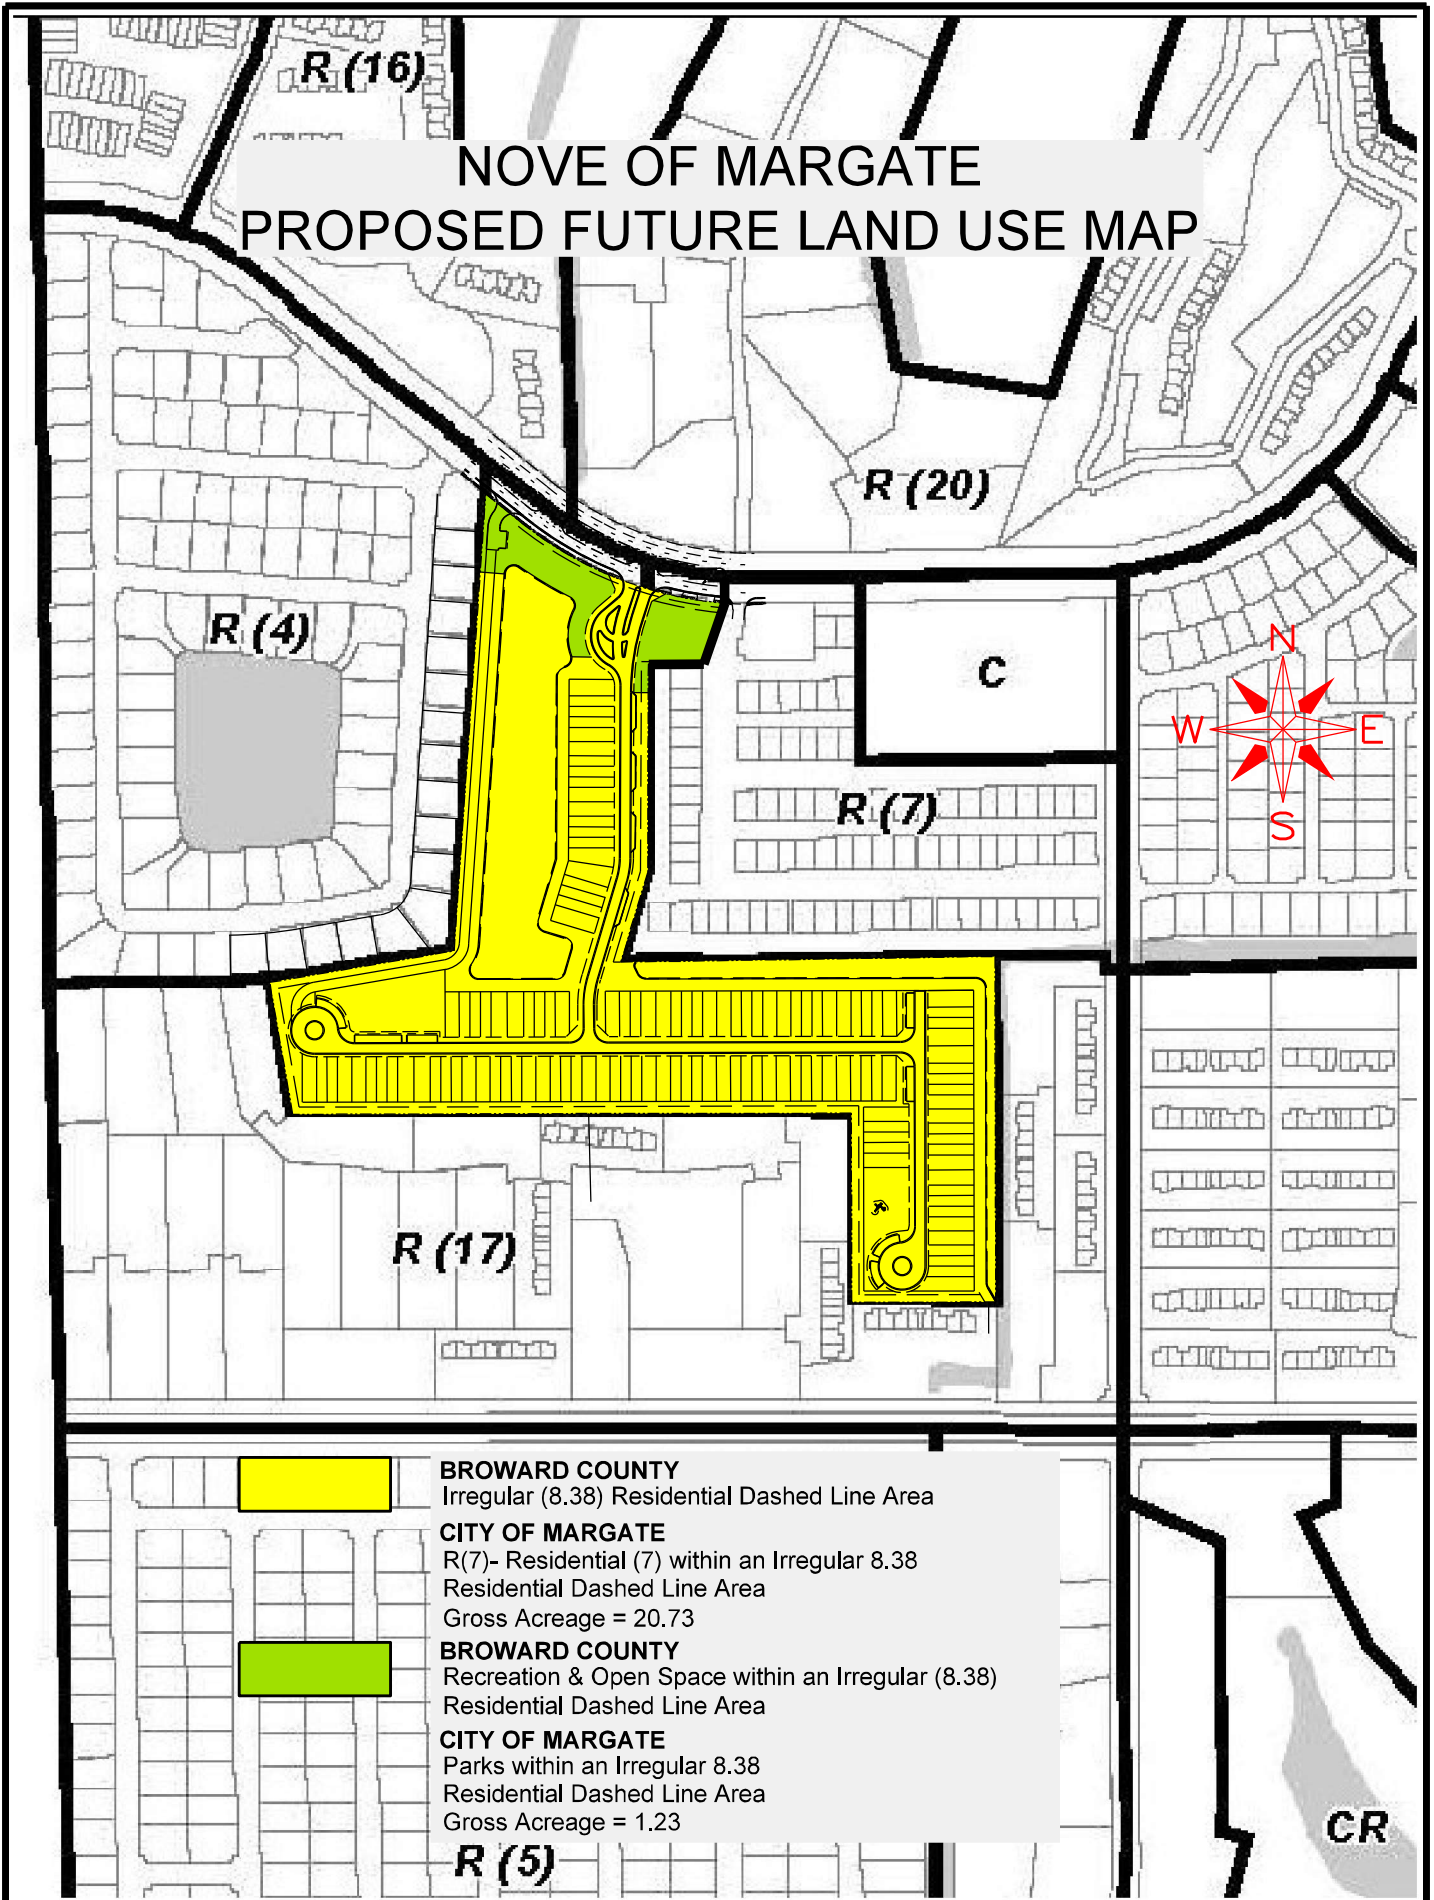 R (16)
NOVE OF MARGATE
PROPOSED FUTURE LAND USE MAP
R (20)
R (4)
C
N
W
E
S
R (7)
R (17)
BROWARD COUNTY
Irregular (8.38) Residential Dashed Line Area
CITY OF MARGATE
R(7)- Residential (7) within an Irregular 8.38
Residential Dashed Line Area
Gross Acreage = 20.73
BROWARD COUNTY
Recreation & Open Space within an Irregular (8.38)
Residential Dashed Line Area
CITY OF MARGATE
Parks within an Irregular 8.38
Residential Dashed Line Area
Gross Acreage = 1.23
CR
R (5)